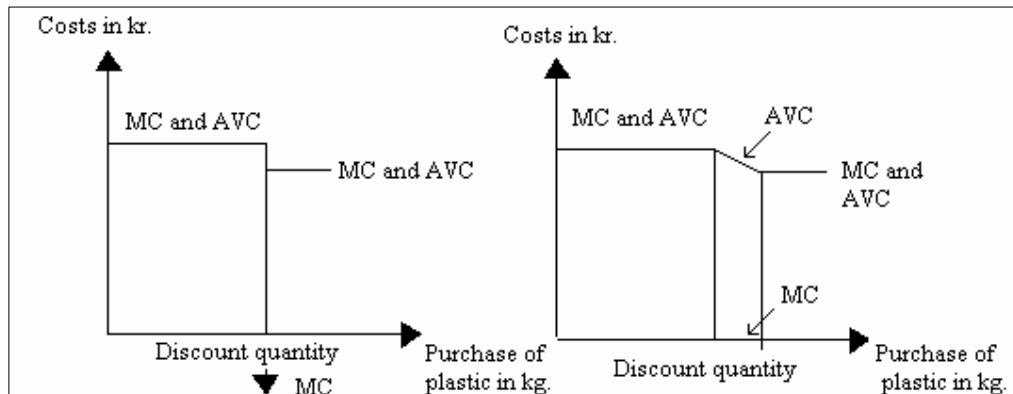 Costs in kr.
MC and AVC
MC and AVC
Discount quantity
Purchase of
plastic in kg.
MC
Costs in kr.
AVC
MC and AVC
MC and
AVC
MC
Discount quantity
Purchase of
plastic in kg.